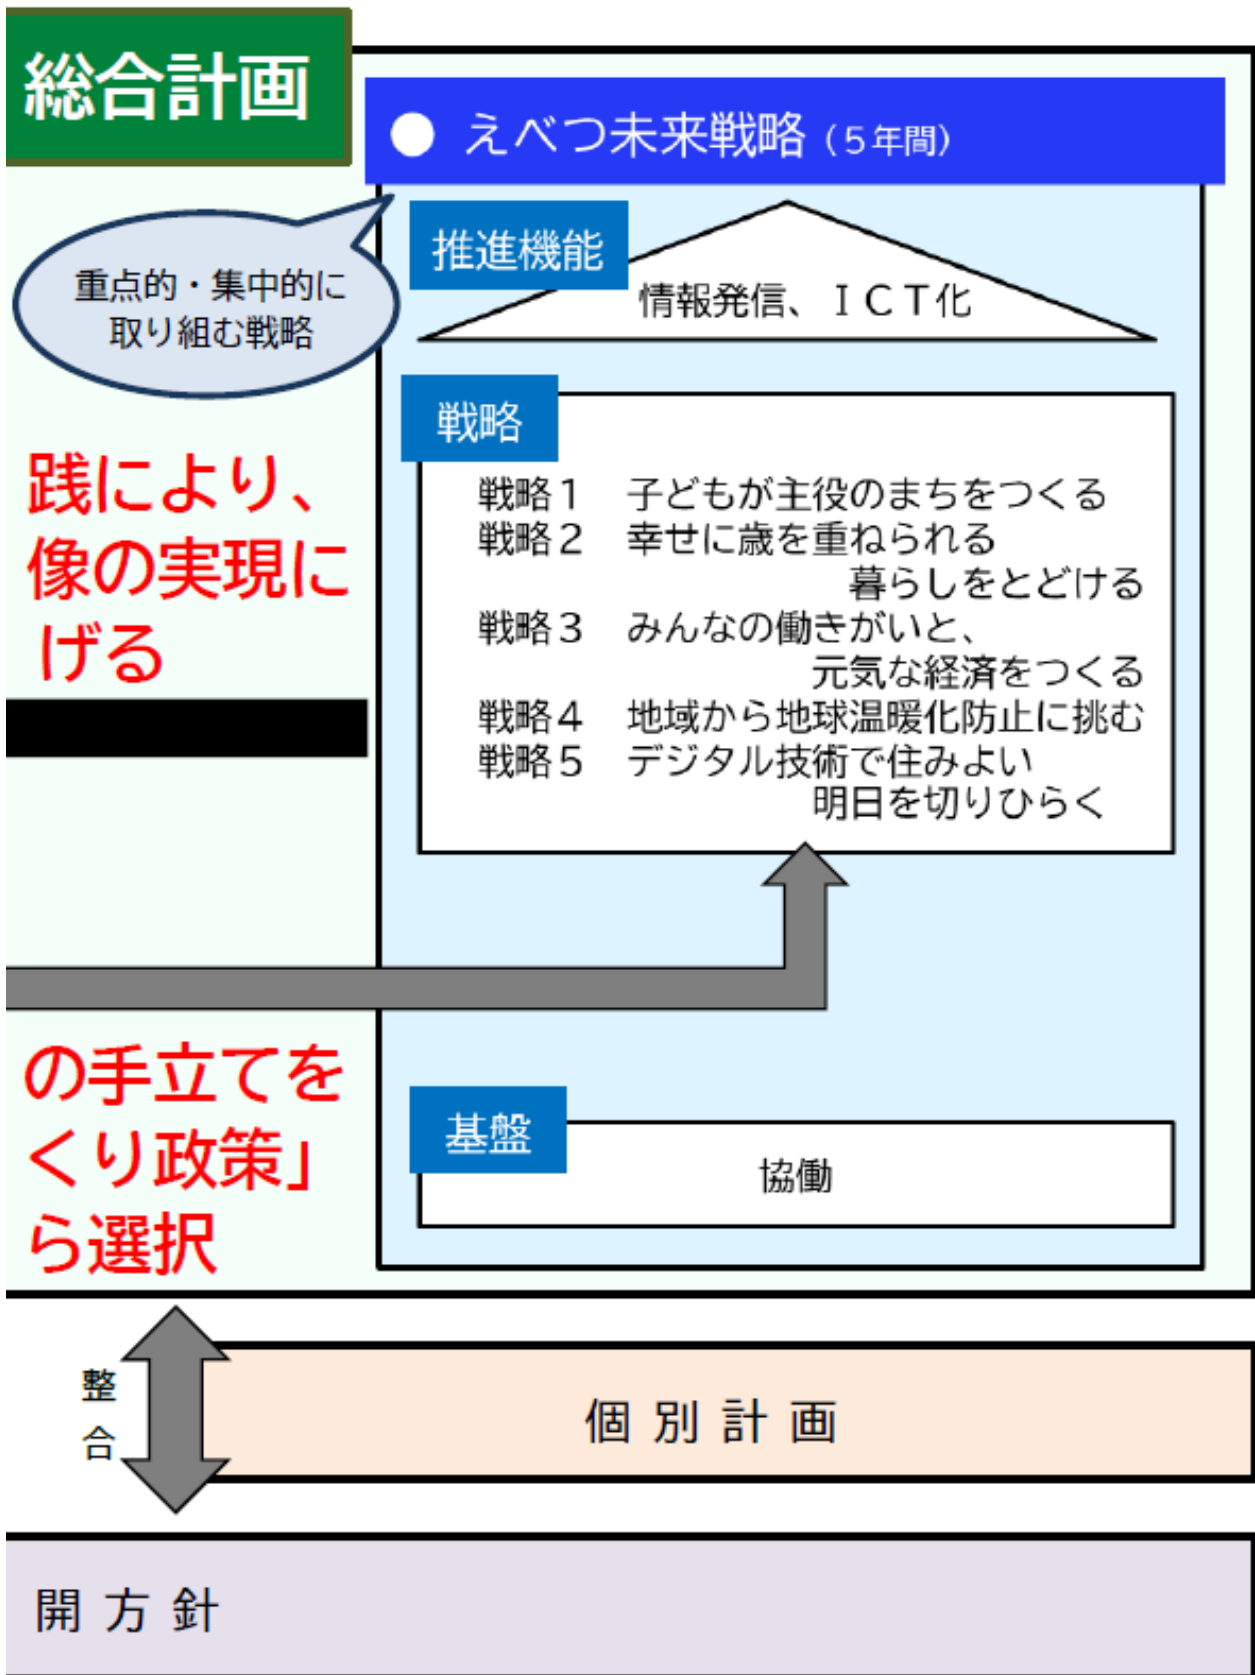 総合計画
● えべつ未来戦略（５年間）
推進機能
情報発信、ＩＣＴ化
重点的・集中的に
取り組む戦略
戦略
戦略１　子どもが主役のまちをつくる
戦略２　幸せに歳を重ねられる
暮らしをとどける
戦略３　みんなの働きがいと、
元気な経済をつくる
戦略４　地域から地球温暖化防止に挑む
戦略５　デジタル技術で住みよい
明日を切りひらく
践により、
像の実現に
げる
の手立てを
くり政策」
ら選択
基盤
協働
整
合
個別計画
開方針